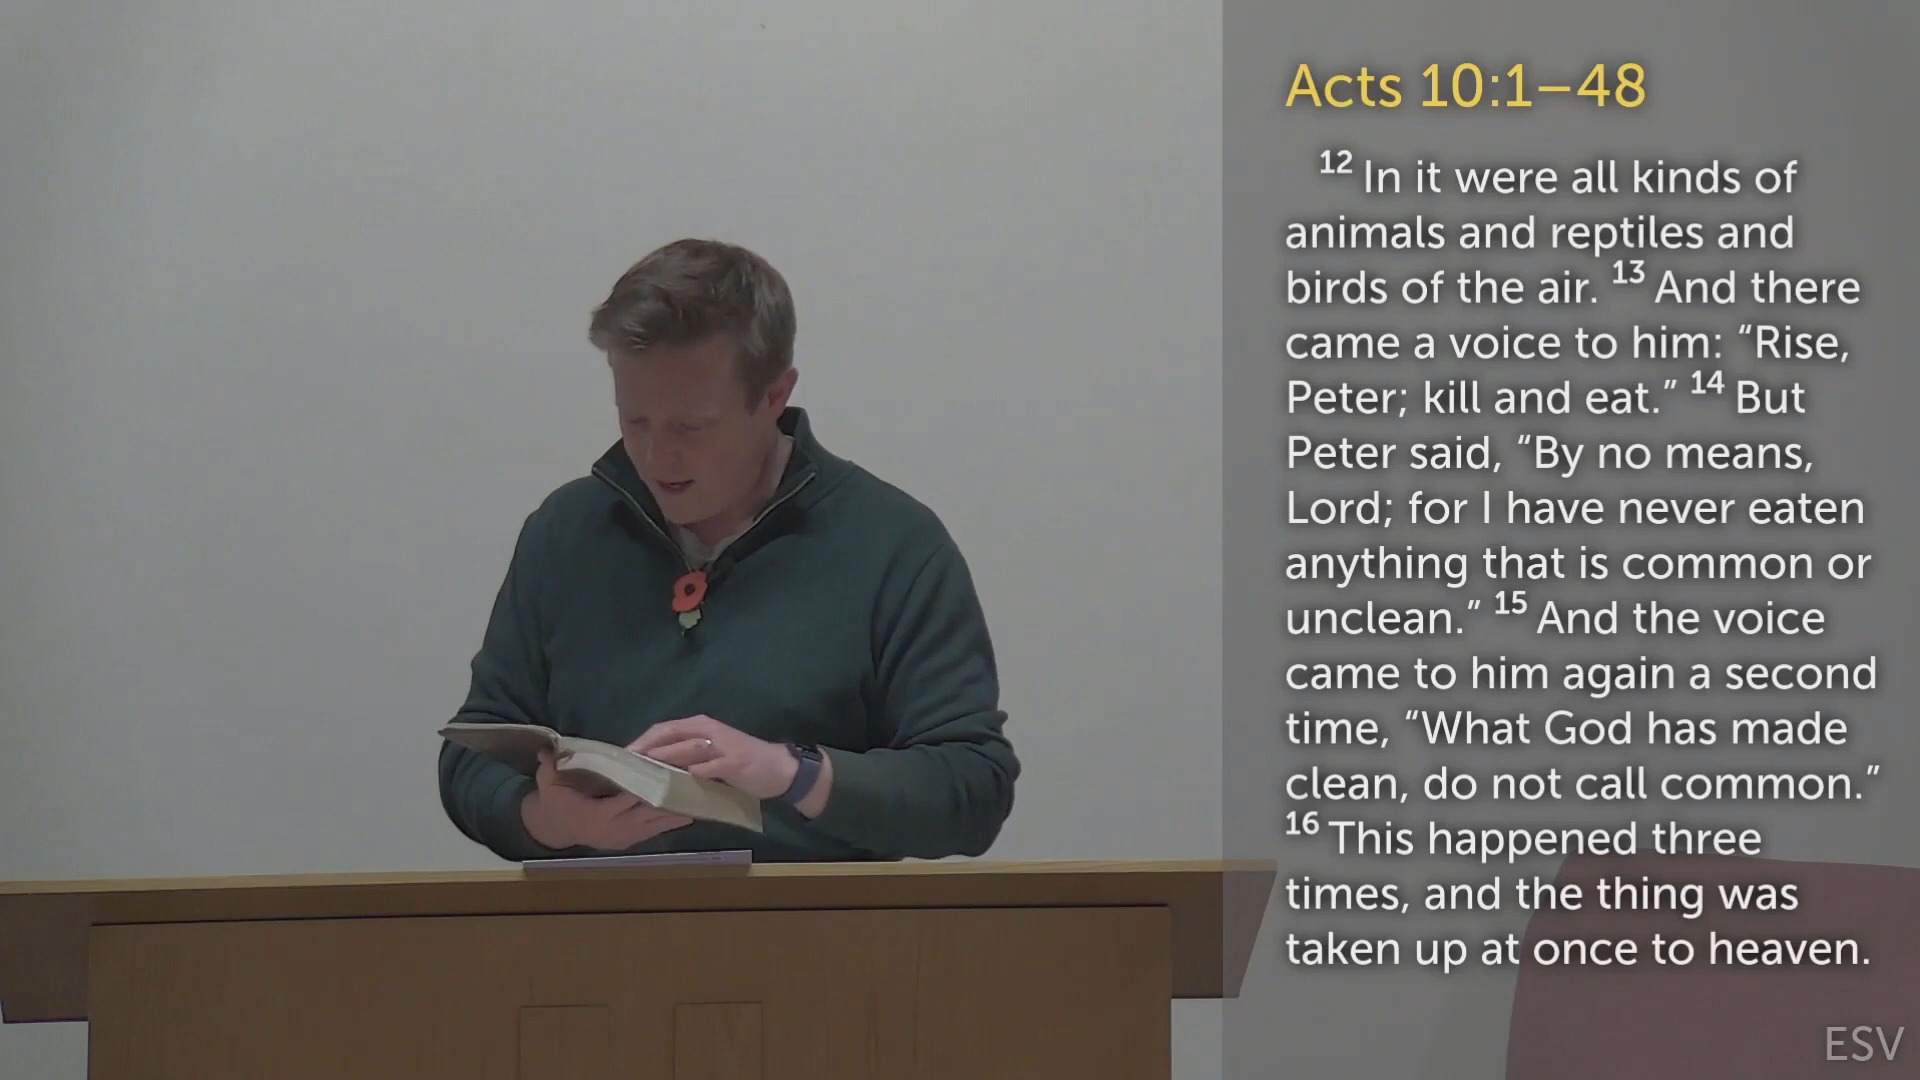 Acts 10:1–48
12 In it were all kinds of
animals and reptiles and
birds of the air. 13 And there
came a voice to him: “Rise,
Peter; kill and eat.” 14 But
Peter said, “By no means,
Lord; for I have never eaten
anything that is common or
unclean.” 15 And the voice
came to him again a second
time, “What God has made
clean, do not call common.”
16 This happened three
times, and the thing was
taken up at once to heaven.
ESV